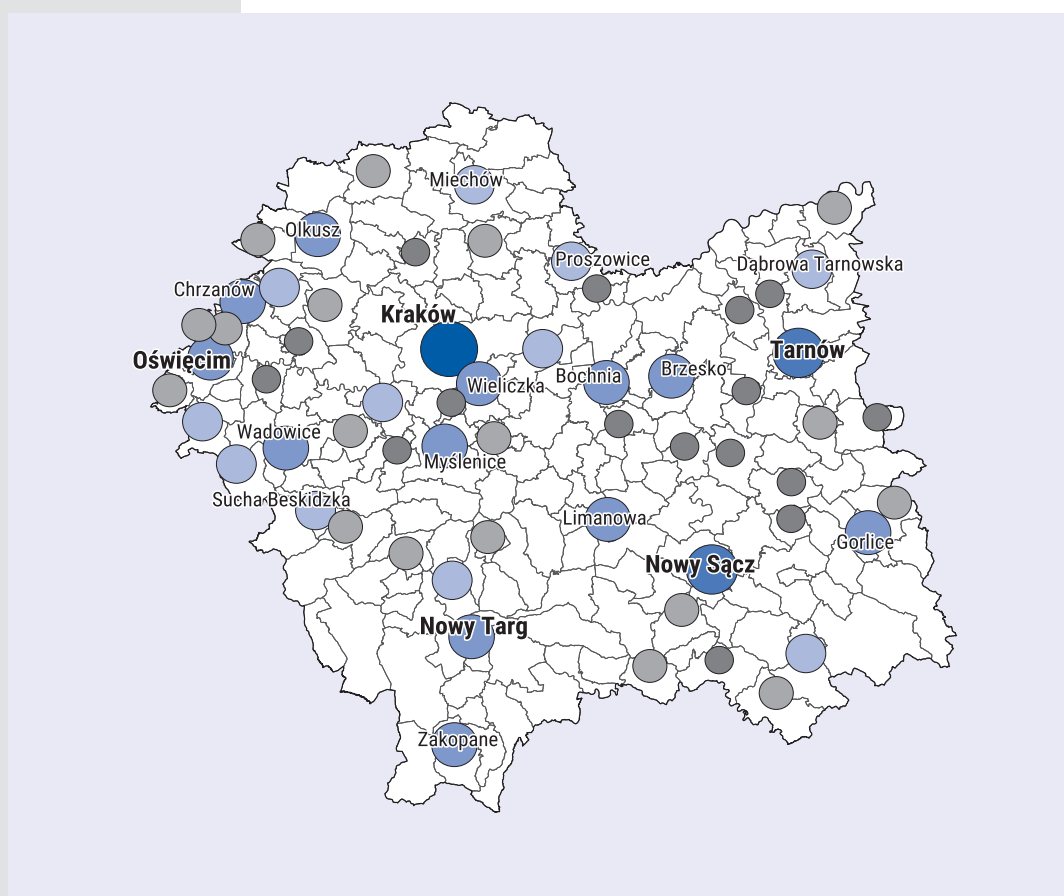 Miechów
Olkusz
Proszowice
Dąbrowa Tarnowska
Chrzanów
Kraków
Oświęcim
Tarnów
Wieliczka
Bochnia
Brzesko
Wadowice
Myślenice
Sucha Beskidzka
Limanowa
Gorlice
Nowy Sącz
Nowy Targ
Zakopane